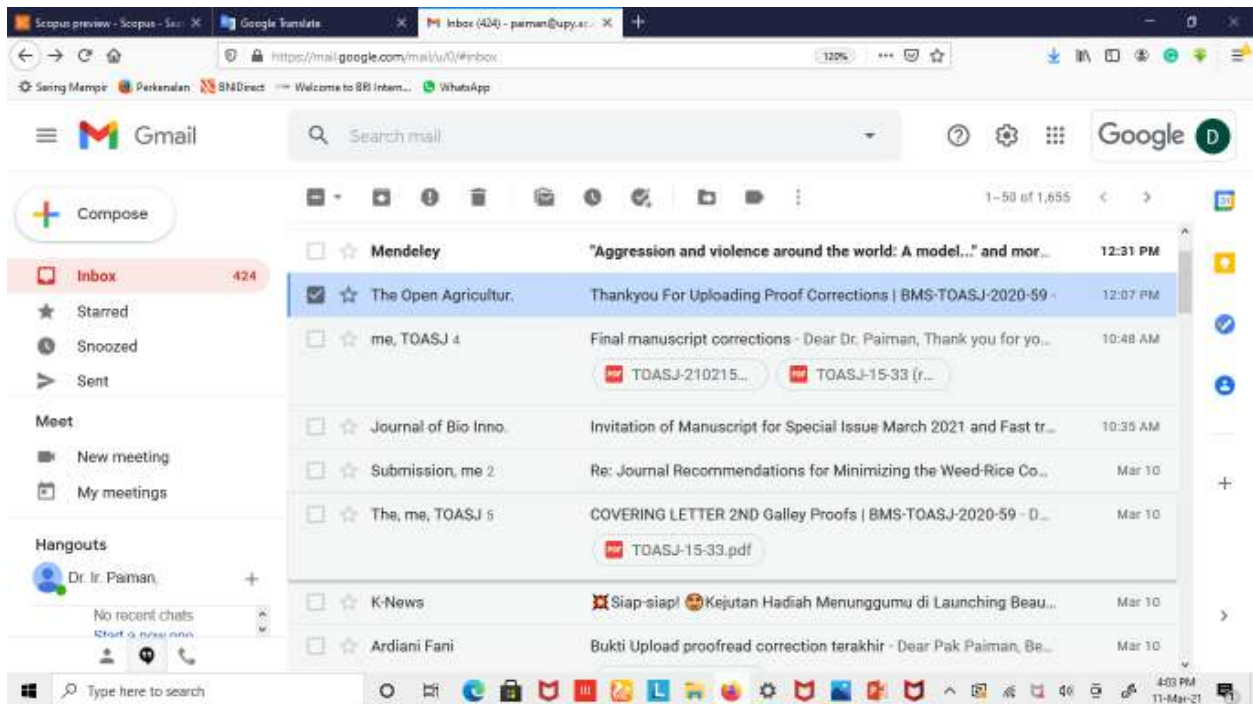 Scopus preview - Scopus - Google Translate Inbox (424) - paiman@upy.ac.
https://mail.google.com/mail/u/0/#inbox 120%
Sering Mampir Perkenalan BNIDirect Welcome to BRI Intern... WhatsApp
Gmail Search mail Google D
Compose 1-50 of 1,655
Mendeley "Aggression and violence around the world: A model..." and mor... 12:31 PM
Inbox 424
The Open Agricultur. Thankyou For Uploading Proof Corrections | BMS-TOASJ-2020-59 - 12:07 PM
Starred
me, TOASJ 4 Final manuscript corrections - Dear Dr. Paiman, Thank you for yo... 10:48 AM
Snoozed
TOASJ-210215... TOASJ-15-33 (r...
Sent
Meet
Journal of Bio Inno. Invitation of Manuscript for Special Issue March 2021 and Fast tr... 10:35 AM
New meeting
Submission, me 2 Re: Journal Recommendations for Minimizing the Weed-Rice Co... Mar 10
My meetings
The, me, TOASJ 5 COVERING LETTER 2ND Galley Proofs | BMS-TOASJ-2020-59 - D... Mar 10
Hangouts
TOASJ-15-33.pdf
Dr. Ir. Paiman,
K-News 💥Siap-siap! 😍Kejutan Hadiah Menunggumu di Launching Beau... Mar 10
No recent chats
Start a new one
Ardiani Fani Bukti Upload proofread correction terakhir - Dear Pak Paiman, Be... Mar 10
Type here to search 4:03 PM
11-Mar-21